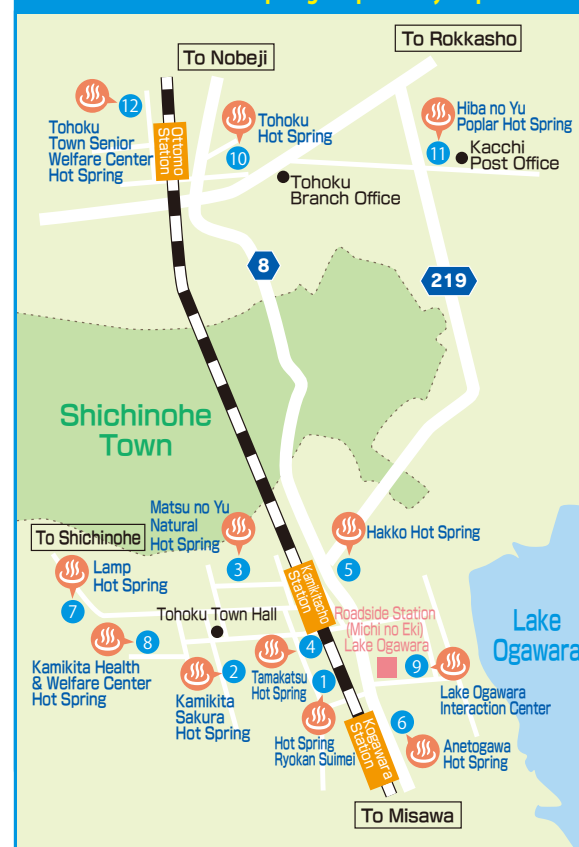 To Rokkasho
To Nobeji
12
Tohoku
Town Senior
Welfare Center
Hot Spring
Ottomo
Station
Tohoku
Hot Spring
10
Hiba no Yu
Poplar Hot Spring
11
Kacchi
Post Office
Tohoku
Branch Office
8
219
Shichinohe
Town
Matsu no Yu
Natural
Hot Spring
3
To Shichinohe
Lamp
Hot Spring
7
Hakko Hot Spring
5
Kamikitacho
Station
Tohoku Town Hall
Roadside Station
(Michi no Eki)
Lake Ogawara
Lake
Ogawara
8
Kamikita Health
& Welfare Center
Hot Spring
2
Kamikita
Sakura
Hot Spring
4
Tamakatsu
Hot Spring
1
Hot Spring
Ryokan Suimei
9
Lake Ogawara
Interaction Center
Kogawara
Station
6
Anetogawa
Hot Spring
To Misawa